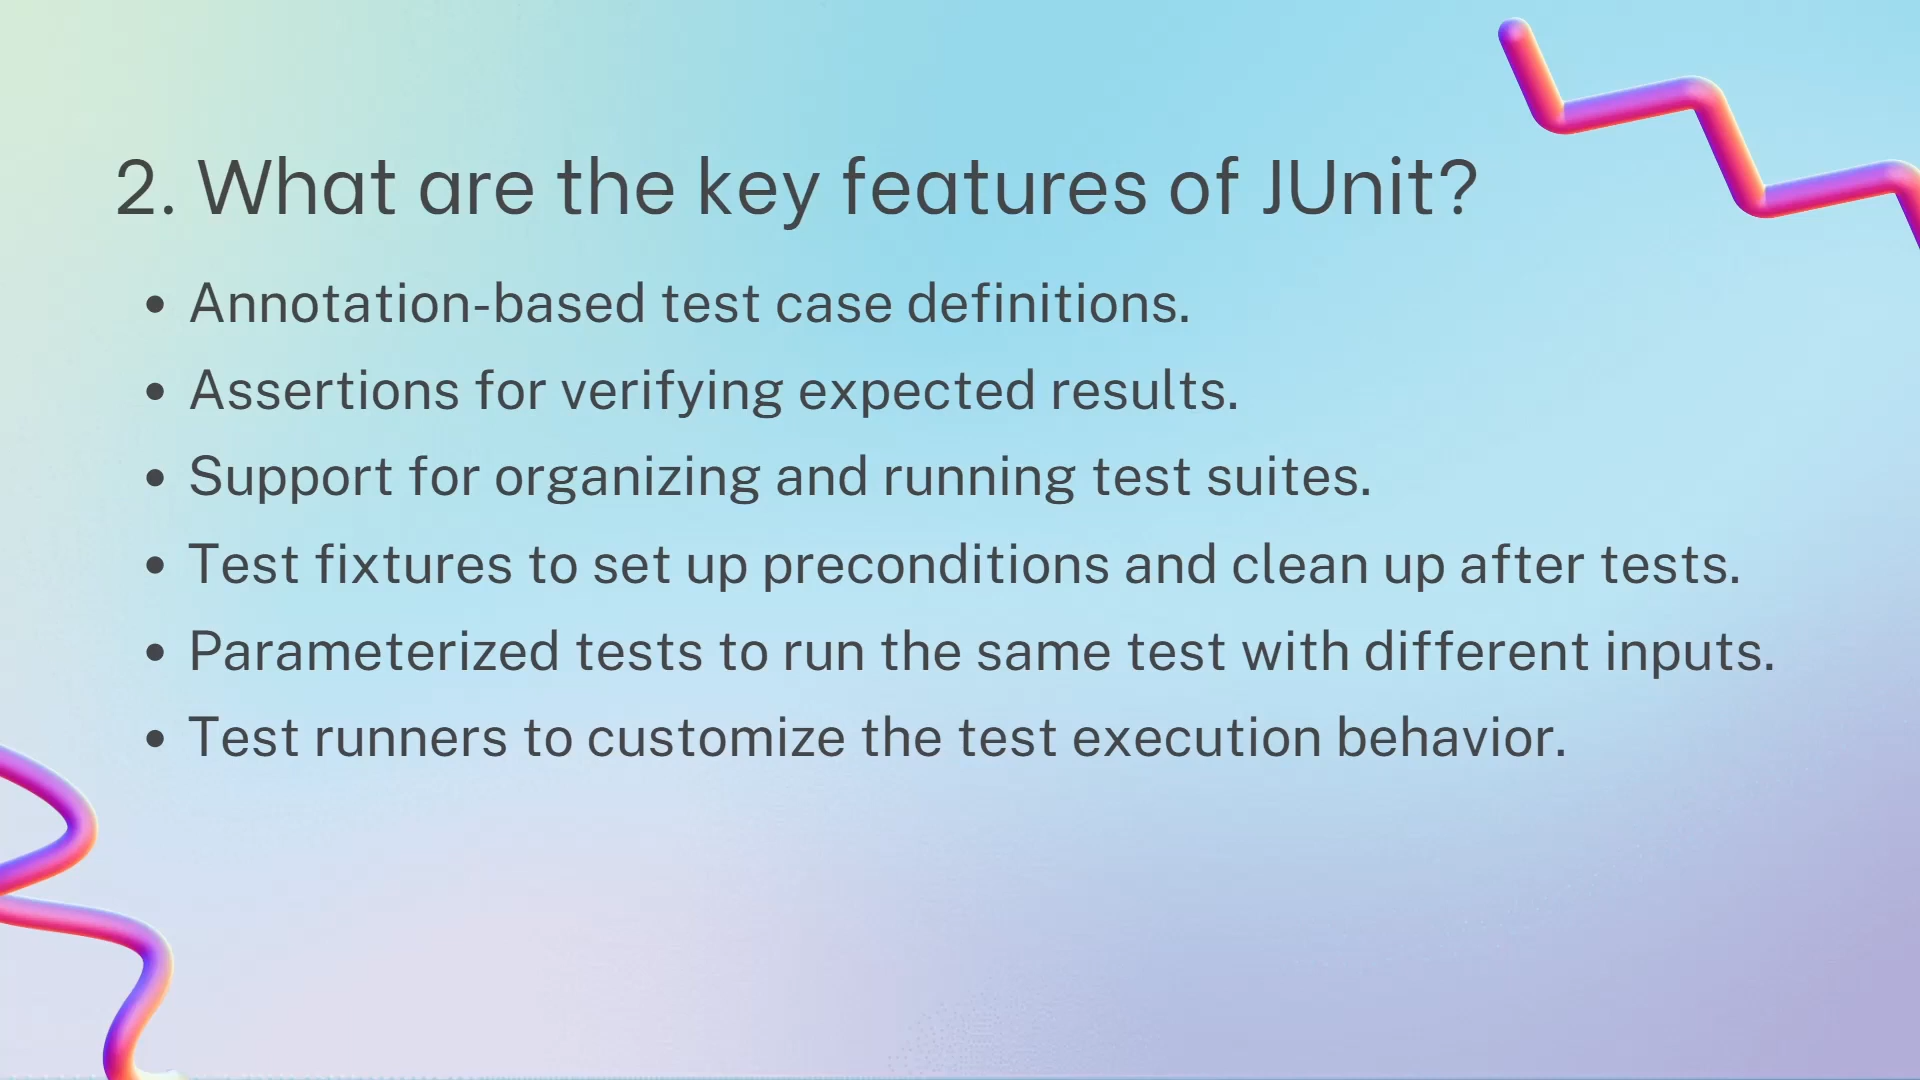 2. What are the key features of JUnit?
• Annotation-based test case definitions.
• Assertions for verifying expected results.
• Support for organizing and running test suites.
• Test fixtures to set up preconditions and clean up after tests.
• Parameterized tests to run the same test with different inputs.
• Test runners to customize the test execution behavior.